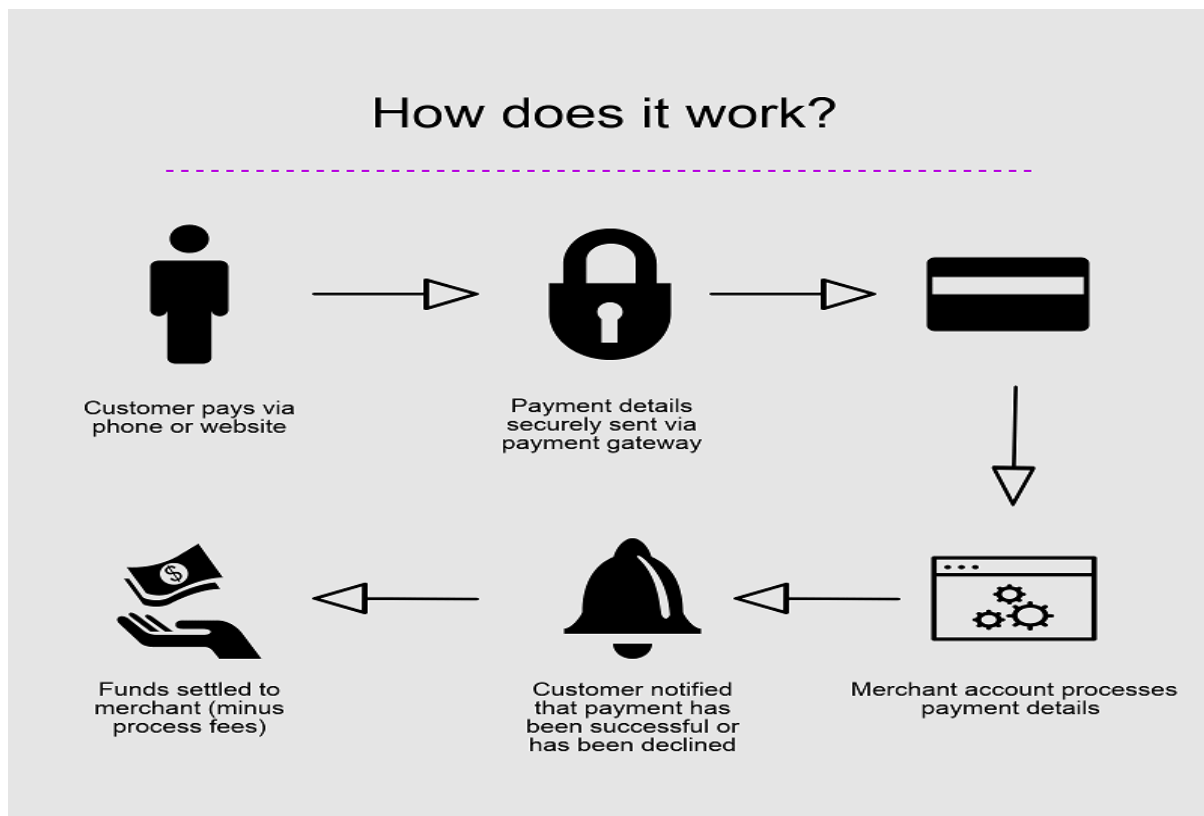 How does it work?
Customer pays via
phone or website
Payment details
securely sent via
payment gateway
Merchant account processes
payment details
Customer notified
that payment has
been successful or
has been declined
Funds settled to
merchant (minus
process fees)
$